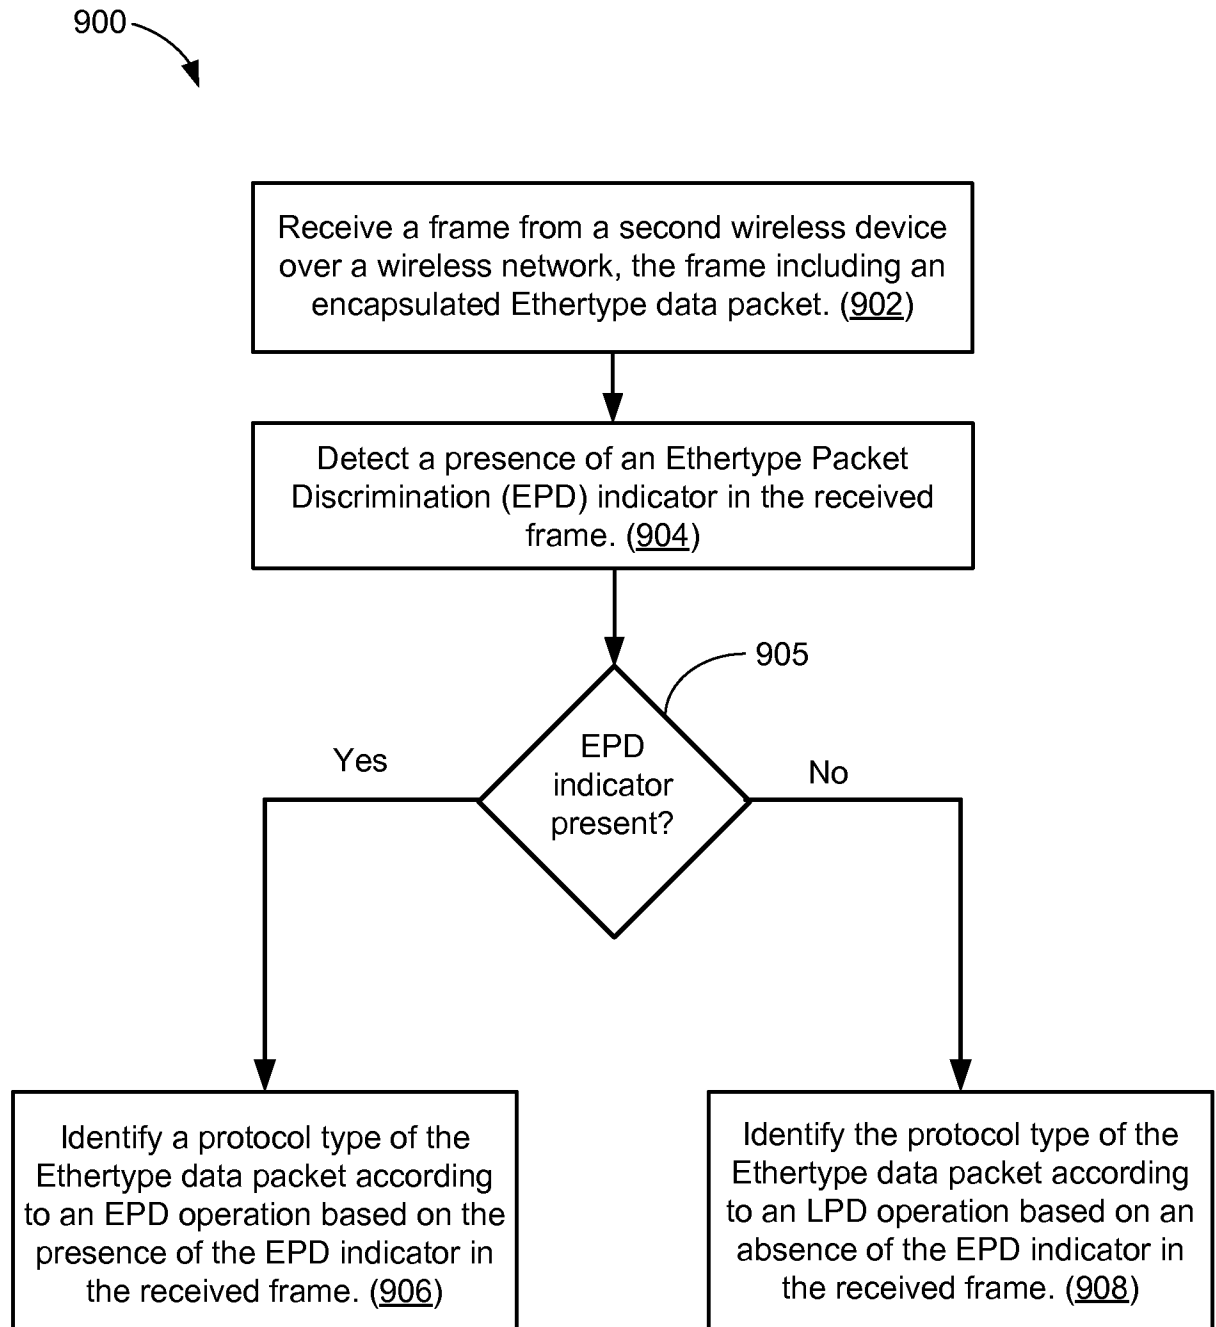 900
Receive a frame from a second wireless device
over a wireless network, the frame including an
encapsulated Ethertype data packet. (902)
Detect a presence of an Ethertype Packet
Discrimination (EPD) indicator in the received
frame. (904)
905
EPD
indicator
present?
Yes
No
Identify a protocol type of the
Ethertype data packet according
to an EPD operation based on the
presence of the EPD indicator in
the received frame. (906)
Identify the protocol type of the
Ethertype data packet according
to an LPD operation based on an
absence of the EPD indicator in
the received frame. (908)